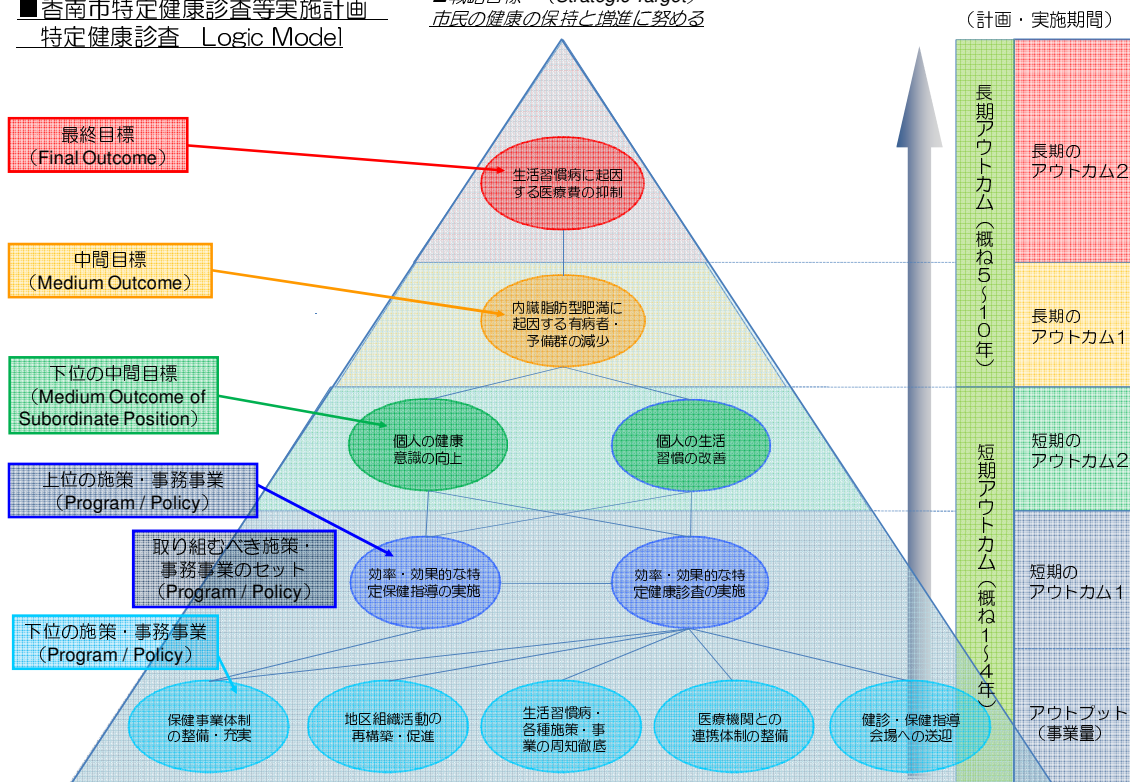 ■香南市特定健康診査等実施計画
特定健康診査 Logic Model
(Strategic Target)
市民の健康の保持と増進に努める
（計画・実施期間）
最終目標
（Final Outcome）
生活習慣病に起因
する医療費の抑制
中間目標
（Medium Outcome）
内臓脂肪型肥満に
起因する有病者・
予備群の減少
下位の中間目標
（Medium Outcome of
Subordinate Position）
個人の健康
意識の向上
個人の生活
習慣の改善
上位の施策・事務事業
（Program / Policy）
取り組むべき施策・
事務事業のセット
（Program / Policy）
効率・効果的な特
定保健指導の実施
効率・効果的な特
定健康診査の実施
下位の施策・事務事業
（Program / Policy）
保健事業体制
の整備・充実
地区組織活動の
再構築・促進
生活習慣病・
各種施策・事
業の周知徹底
医療機関との
連携体制の整備
健診・保健指導
会場への送迎
長期アウトカム（概ね5～10年）
短期アウトカム（概ね1～4年）
長期の
アウトカム2
長期の
アウトカム1
短期の
アウトカム2
短期の
アウトカム1
アウトプット
（事業量）